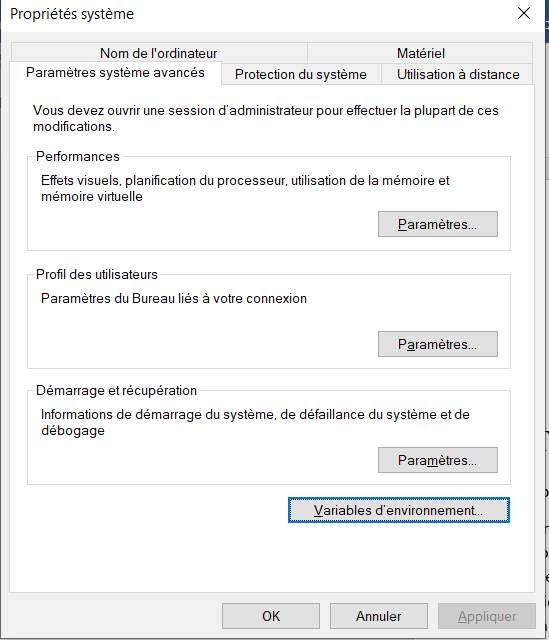 Propriétés système
Nom de l'ordinateur
Matériel
Paramètres système avancés
Protection du système
Utilisation à distance
Vous devez ouvrir une session d'administrateur pour effectuer la plupart de ces
modifications.
Performances
Effets visuels, planification du processeur, utilisation de la mémoire et
mémoire virtuelle
Paramètres...
Profil des utilisateurs
Paramètres du Bureau liés à votre connexion
Paramètres...
Démarrage et récupération
Informations de démarrage du système, de défaillance du système et de
débogage
Paramètres...
Variables d'environnement...
OK
Annuler
Appliquer